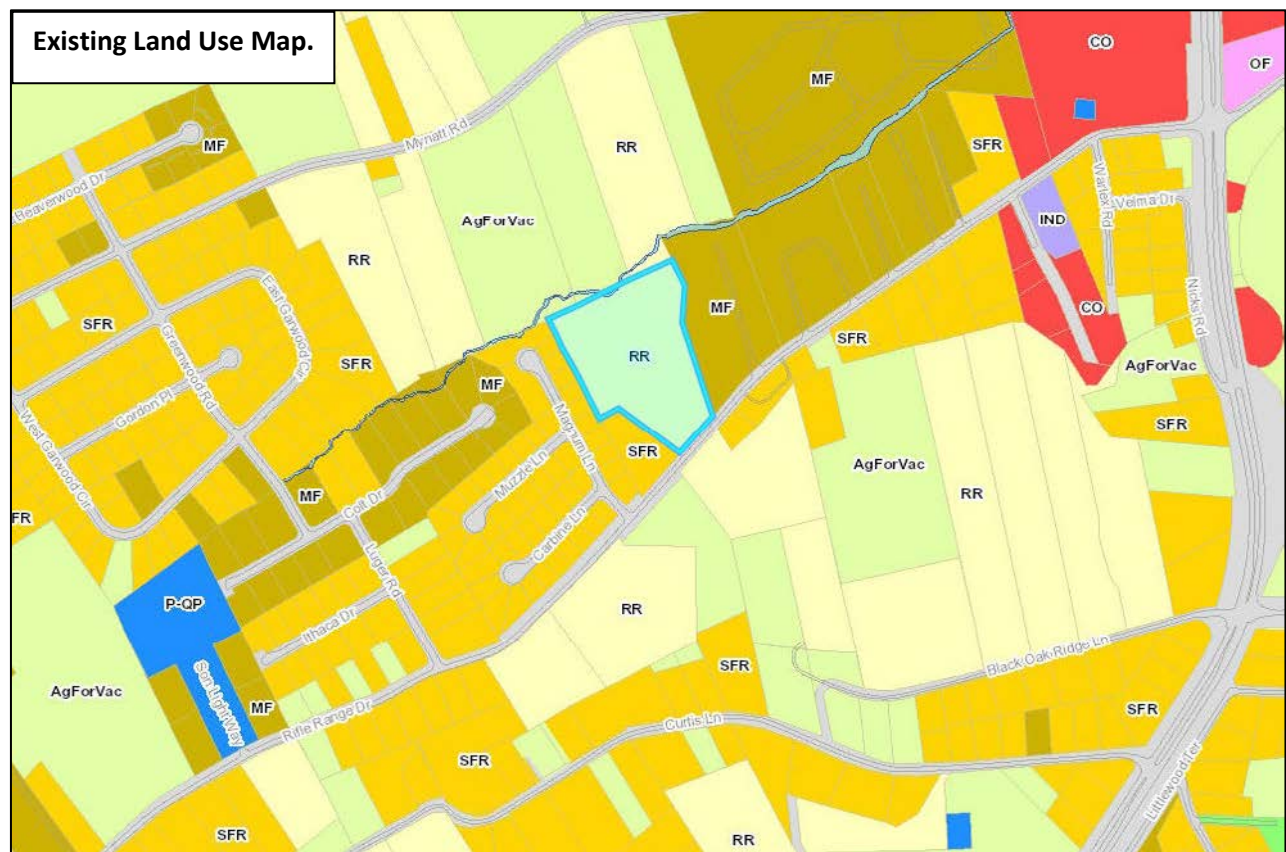 Existing Land Use Map.
CO
OF
MF
Mynatt Rd
MF
Beaverwood Dr
SFR
RR
Wartex Rd
Velma Dr
IND
AgForVac
RR
East Garwood Cir
Nicks Rd
CO
SFR
Greenwood Rd
SFR
MF
SFR
RR
AgForVac
Gordon Pl
MF
Magnum Ln
West Garwood Cir
SFR
SFR
Muzzle Ln
AgForVac
RR
MF
Colt Dr
FR
Carbine Ln
Luger Rd
P-QP
RR
Ithaca Dr
Son Light Way
SFR
Black Oak Ridge Ln
AgForVac
MF
SFR
Rifle Range Dr
Curtis Ln
SFR
Littlewood Ter
SFR
RR